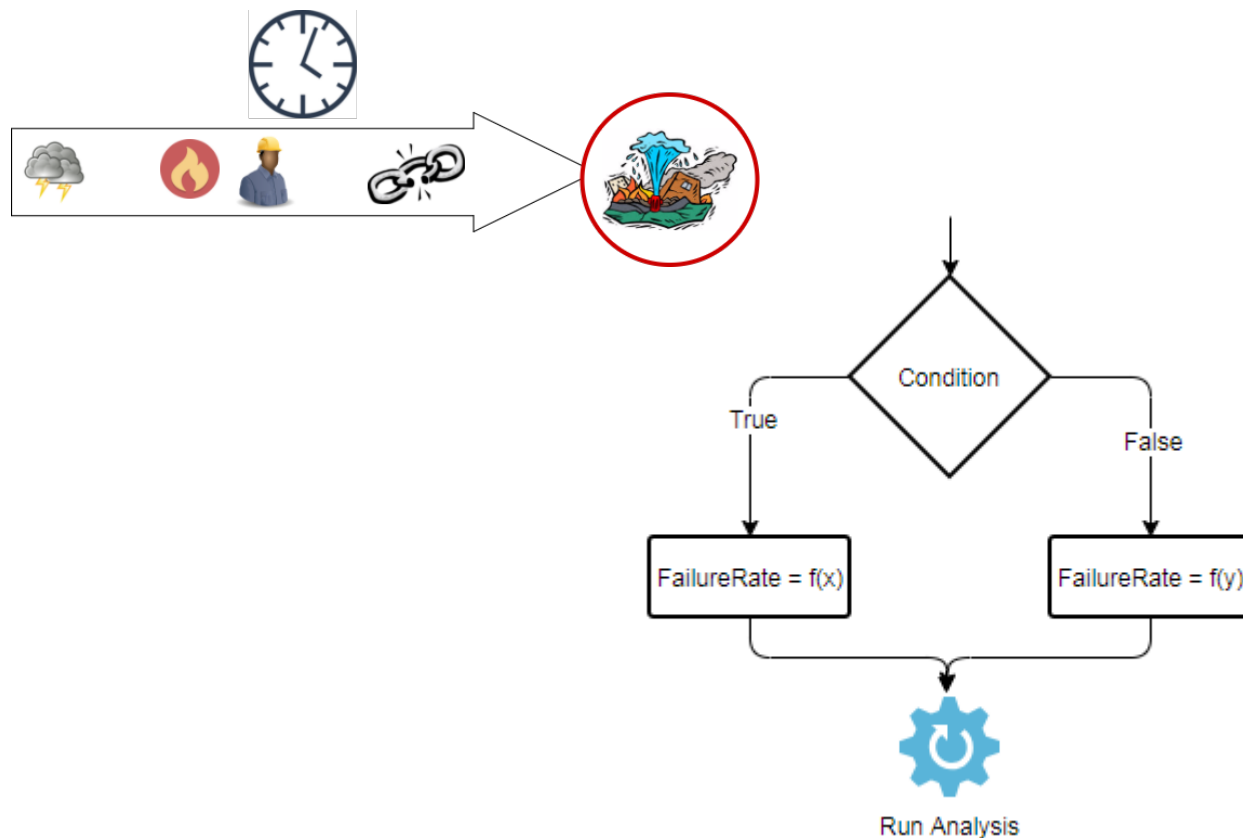 Condition
True
False
FailureRate = f(x)
FailureRate = f(y)
Run Analysis